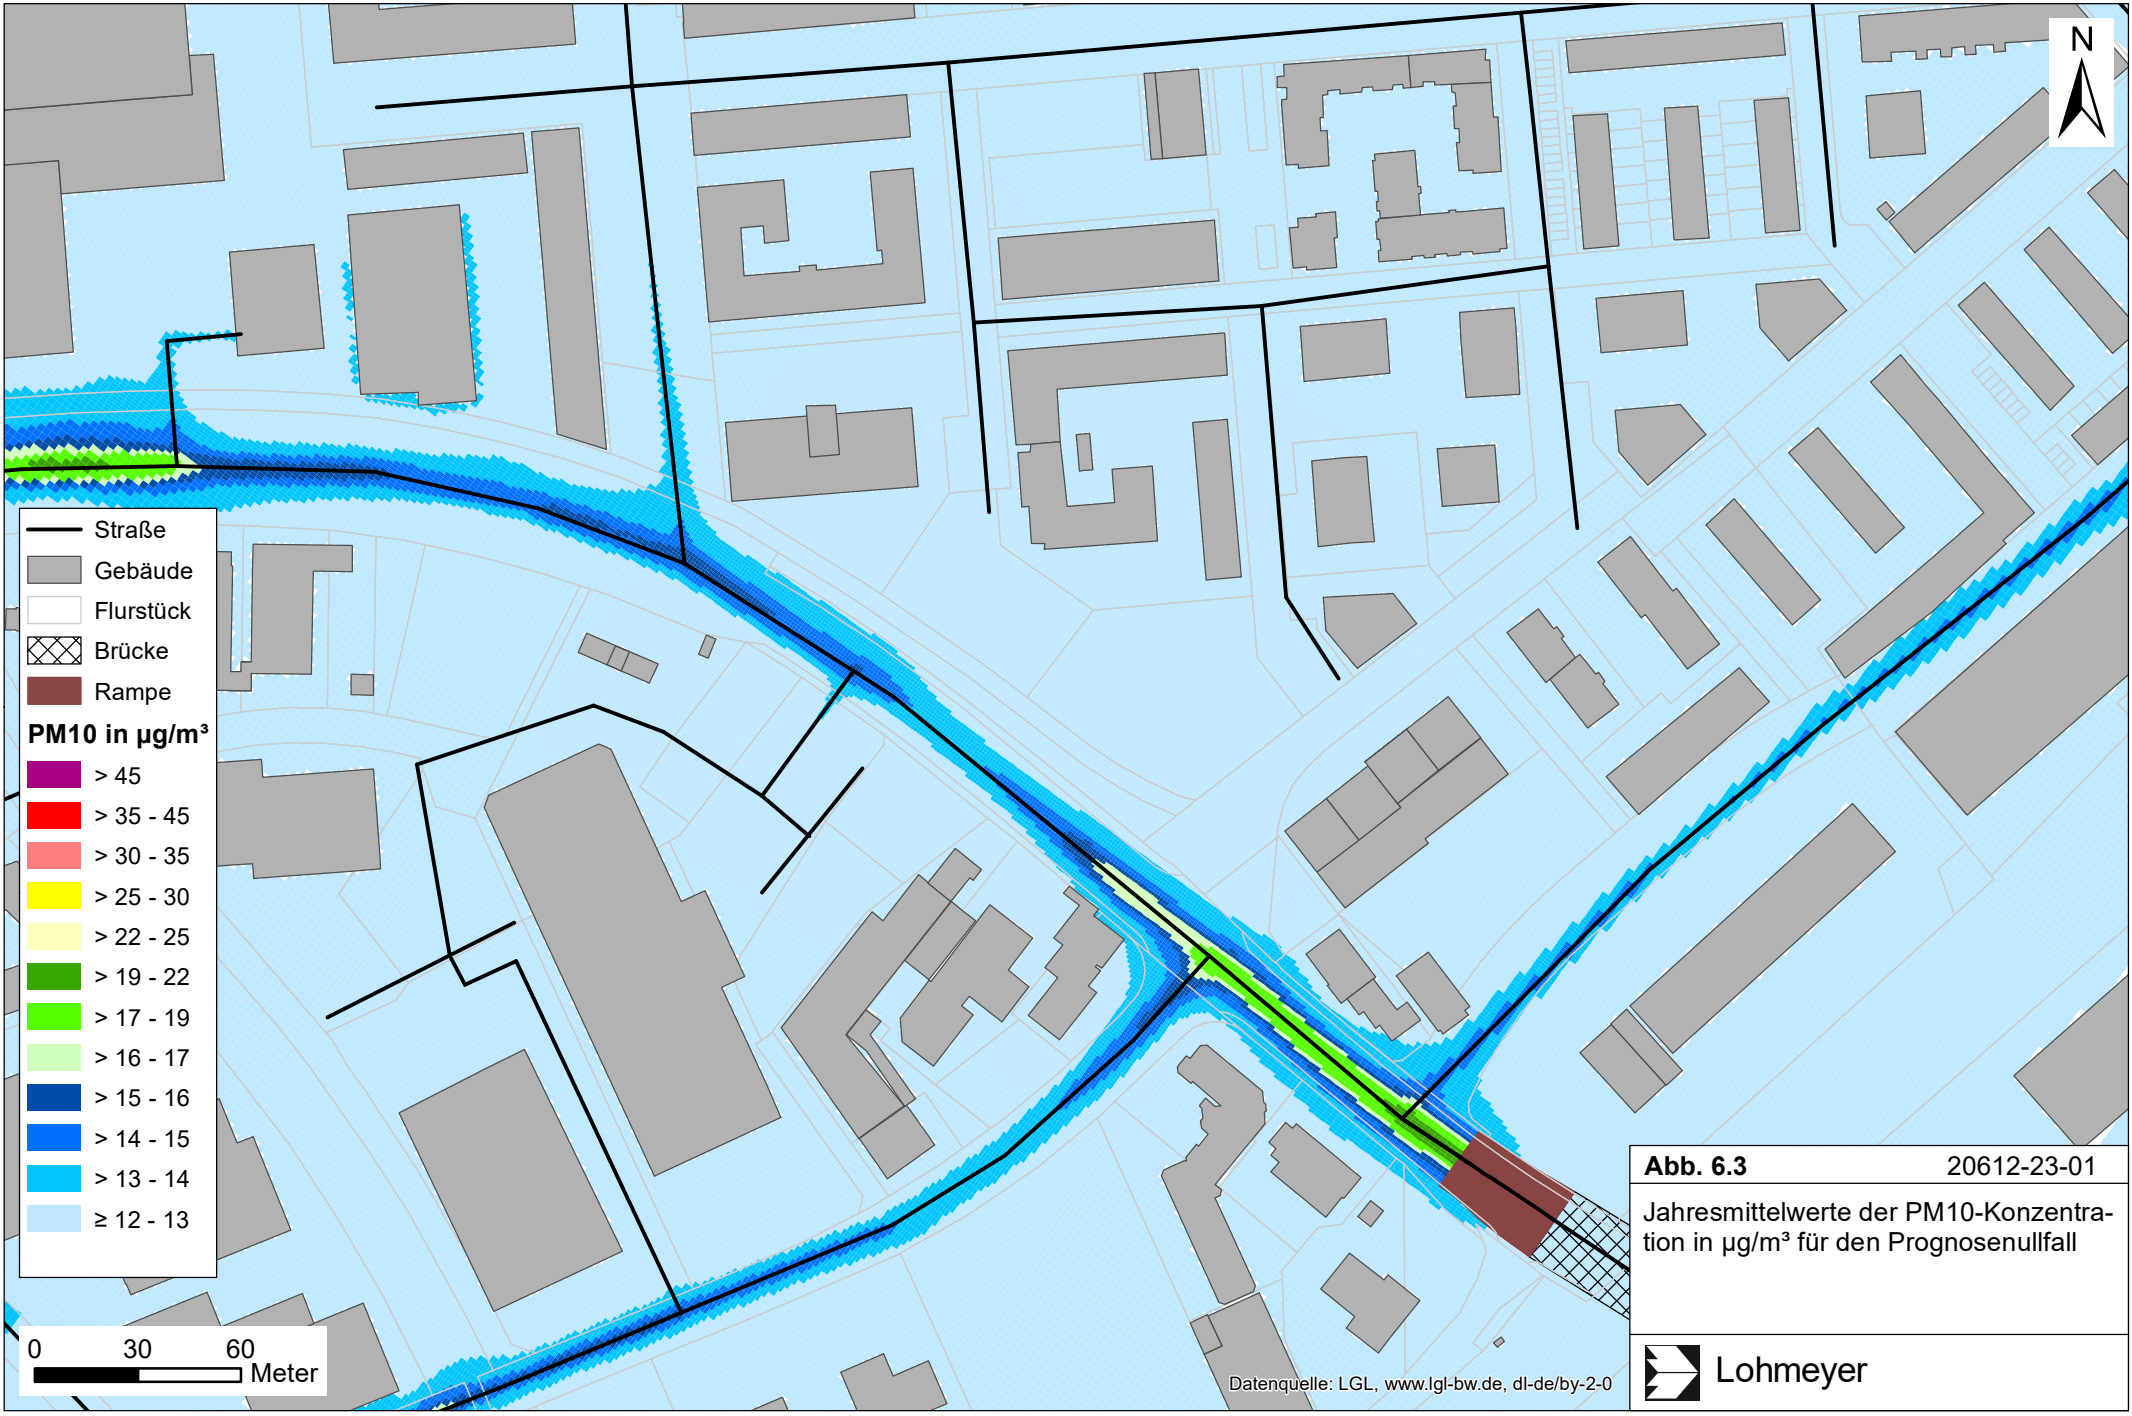 N
Straße
Gebäude
Flurstück
Brücke
Rampe
PM10 in µg/m³
> 45
> 35 - 45
> 30 - 35
> 25 - 30
> 22 - 25
> 19 - 22
> 17 - 19
> 16 - 17
> 15 - 16
> 14 - 15
> 13 - 14
≥ 12 - 13
0 30 60
Meter
Datenquelle: LGL, www.lgl-bw.de, dl-de/by-2-0
Abb. 6.3 20612-23-01
Jahresmittelwerte der PM10-Konzentra-
tion in µg/m³ für den Prognosenullfall
Lohmeyer